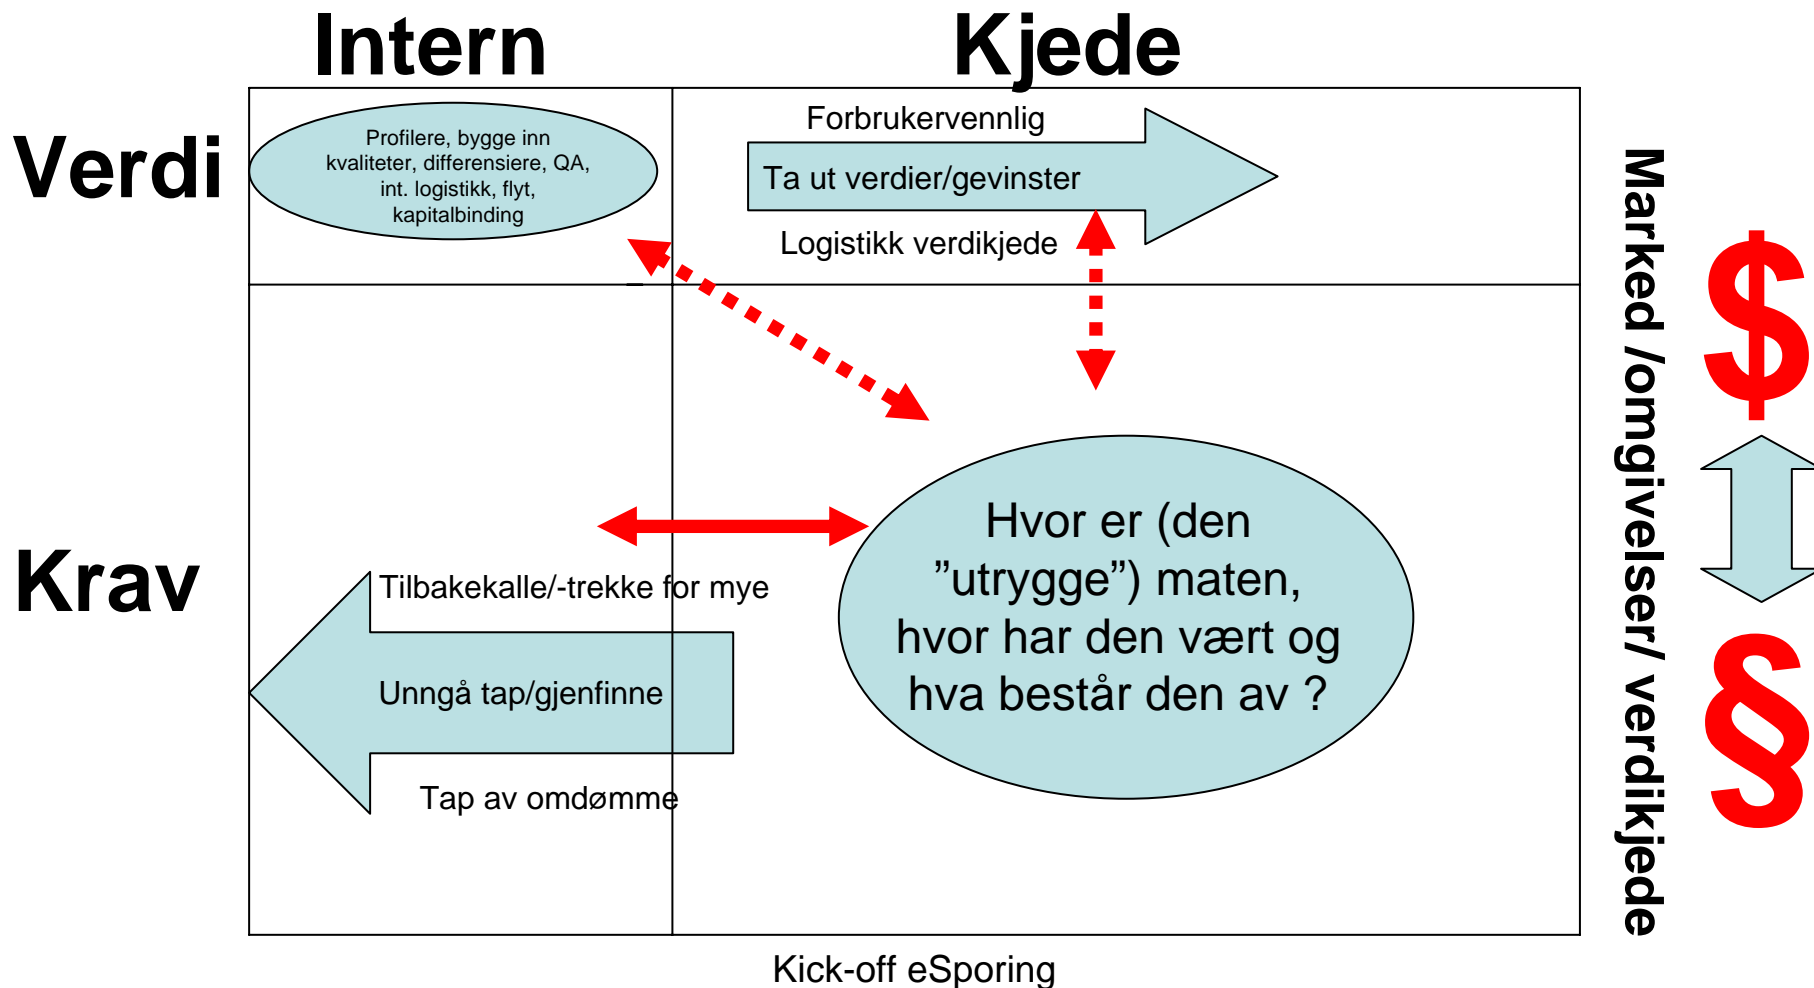 Intern
Kjede
Verdi
Profilere, bygge inn
kvaliteter, differensiere, QA,
int. logistikk, flyt,
kapitalbinding
Forbrukervennlig
Ta ut verdier/gevinster
Logistikk verdikjede
Krav
Tilbakekalle/-trekke for mye
Unngå tap/gjenfinne
Tap av omdømme
Hvor er (den
”utrygge”) maten,
hvor har den vært og
hva består den av ?
Marked /omgivelser/ verdikjede
$
§
Kick-off eSporing